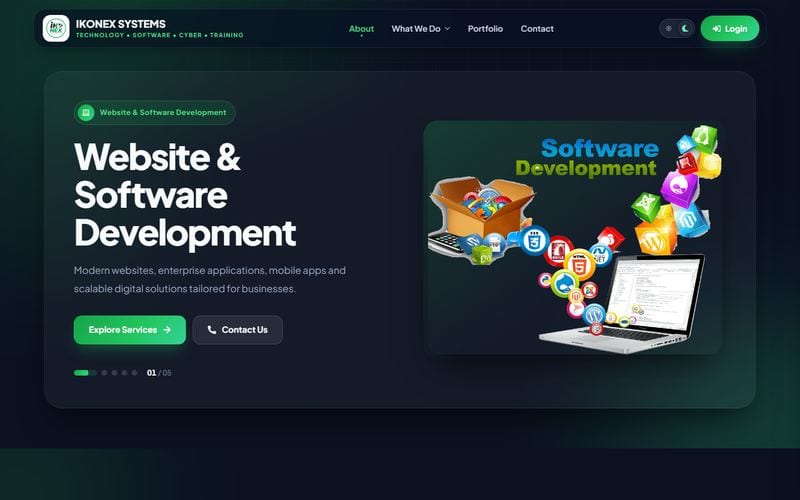 IKONEX SYSTEMS
TECHNOLOGY • SOFTWARE • CYBER • TRAINING
About
What We Do
Portfolio
Contact
Login
Website & Software Development
Website &
Software
Development
Modern websites, enterprise applications, mobile apps and
scalable digital solutions tailored for businesses.
Explore Services
Contact Us
01 / 05
Software
Development
HTML